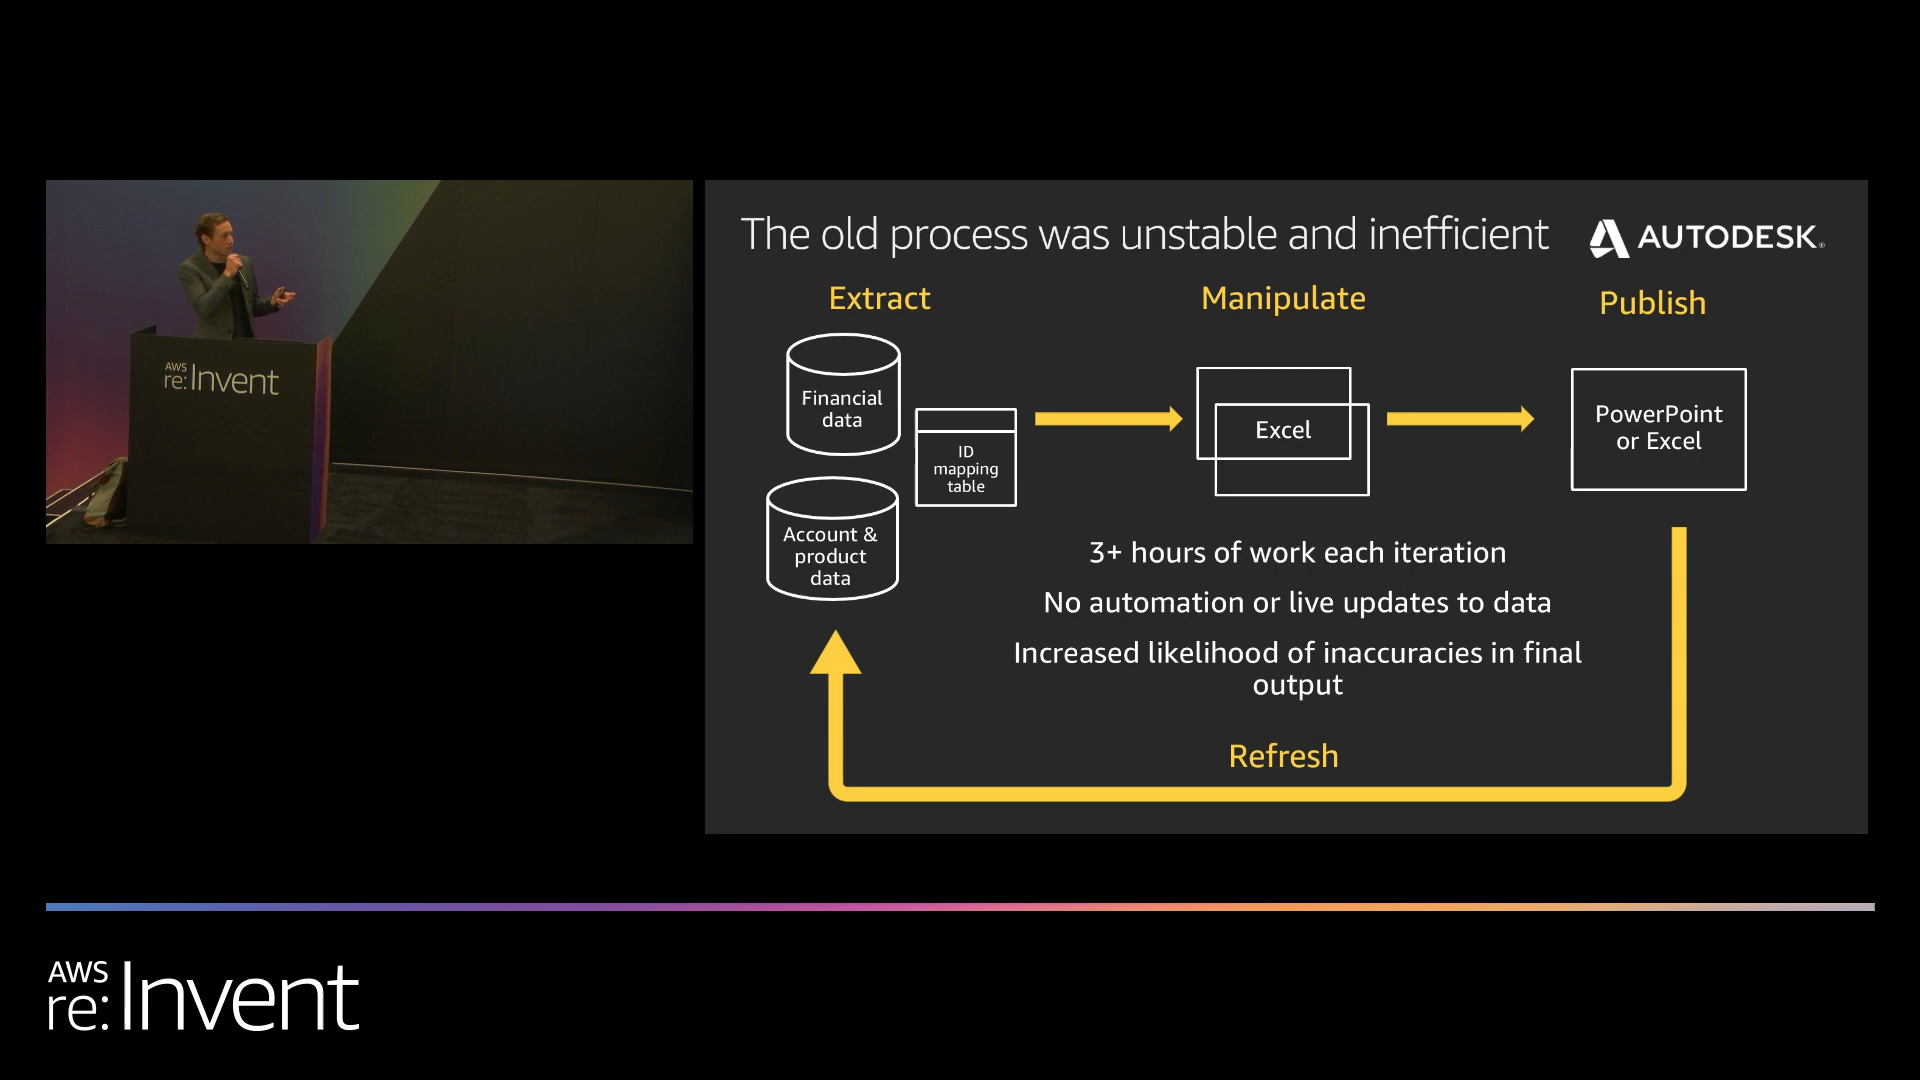 The old process was unstable and inefficient
AUTODESK.
Extract
Manipulate
Publish
Financial
data
ID
mapping
table
Account &
product
data
Excel
PowerPoint
or Excel
3+ hours of work each iteration
No automation or live updates to data
Increased likelihood of inaccuracies in final
output
Refresh
AWS
re:Invent
AWS
re:Invent